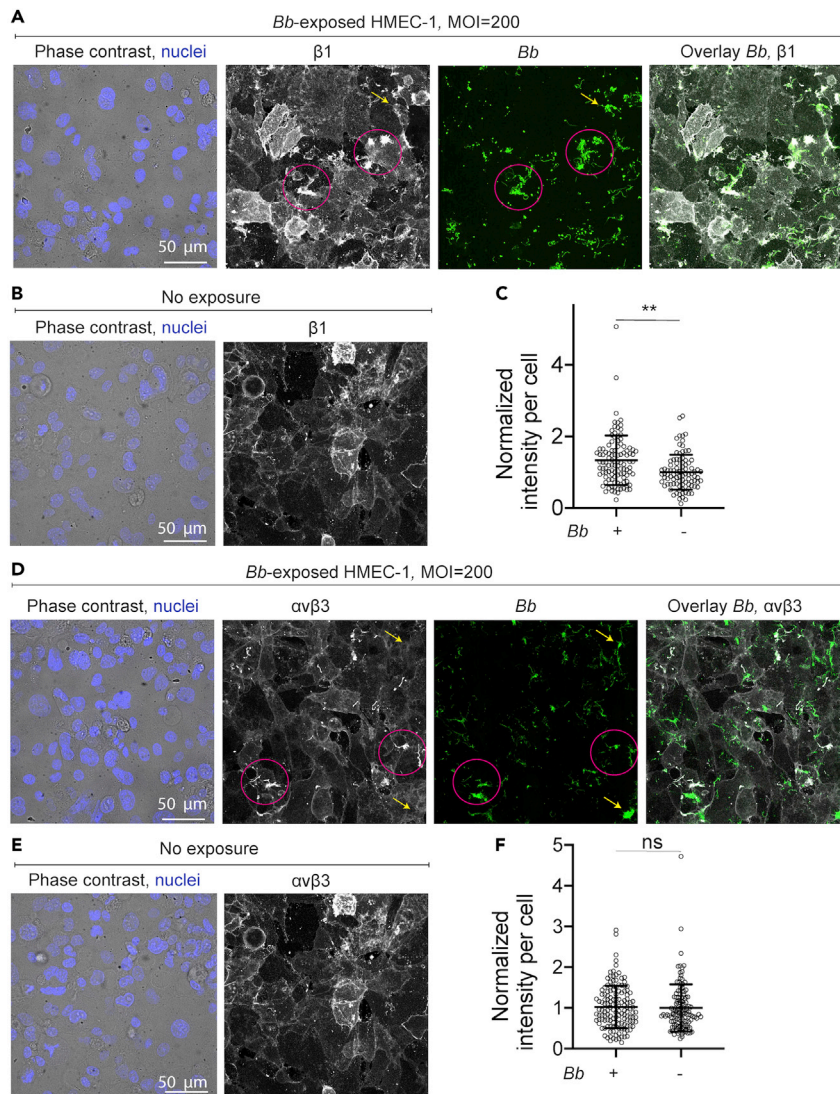 A
Bb-exposed HMEC-1, MOI=200
Phase contrast, nuclei
β1
Bb
Overlay Bb, β1
50 μm
B
No exposure
Phase contrast, nuclei
β1
50 μm
C
**
4
2
0
Normalized
intensity per cell
Bb + -
D
Bb-exposed HMEC-1, MOI=200
Phase contrast, nuclei
αvβ3
Bb
Overlay Bb, αvβ3
50 μm
E
No exposure
Phase contrast, nuclei
αvβ3
50 μm
F
ns
5
4
3
2
1
0
Normalized
intensity per cell
Bb + -